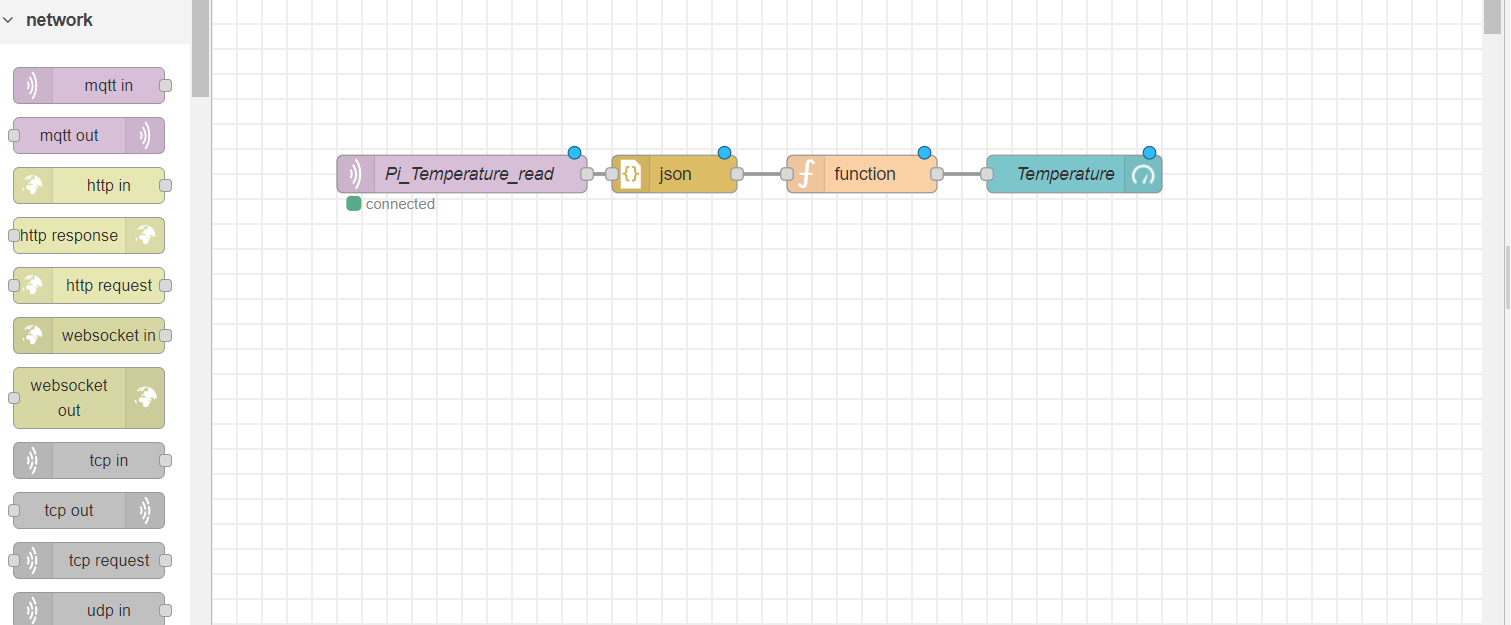 network
mqtt in
mqtt out
http in
http response
http request
websocket in
websocket
out
tcp in
tcp out
tcp request
udp in
Pi_Temperature_read
connected
json
function
Temperature